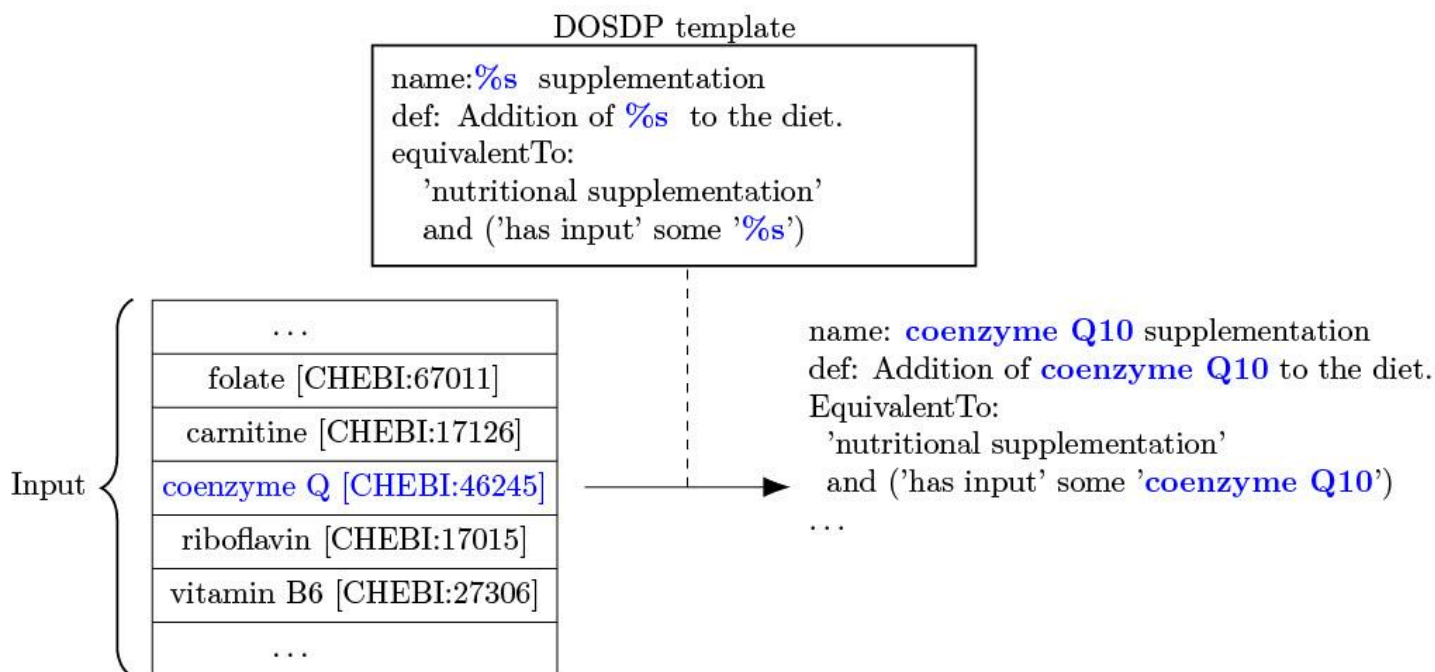 DOSDP template
name:%s supplementation
def: Addition of %s to the diet.
equivalentTo:
'nutritional supplementation'
and ('has input' some '%s')
Input
...
folate [CHEBI:67011]
carnitine [CHEBI:17126]
coenzyme Q [CHEBI:46245]
riboflavin [CHEBI:17015]
vitamin B6 [CHEBI:27306]
...
name: coenzyme Q10 supplementation
def: Addition of coenzyme Q10 to the diet.
EquivalentTo:
'nutritional supplementation'
and ('has input' some 'coenzyme Q10')
...